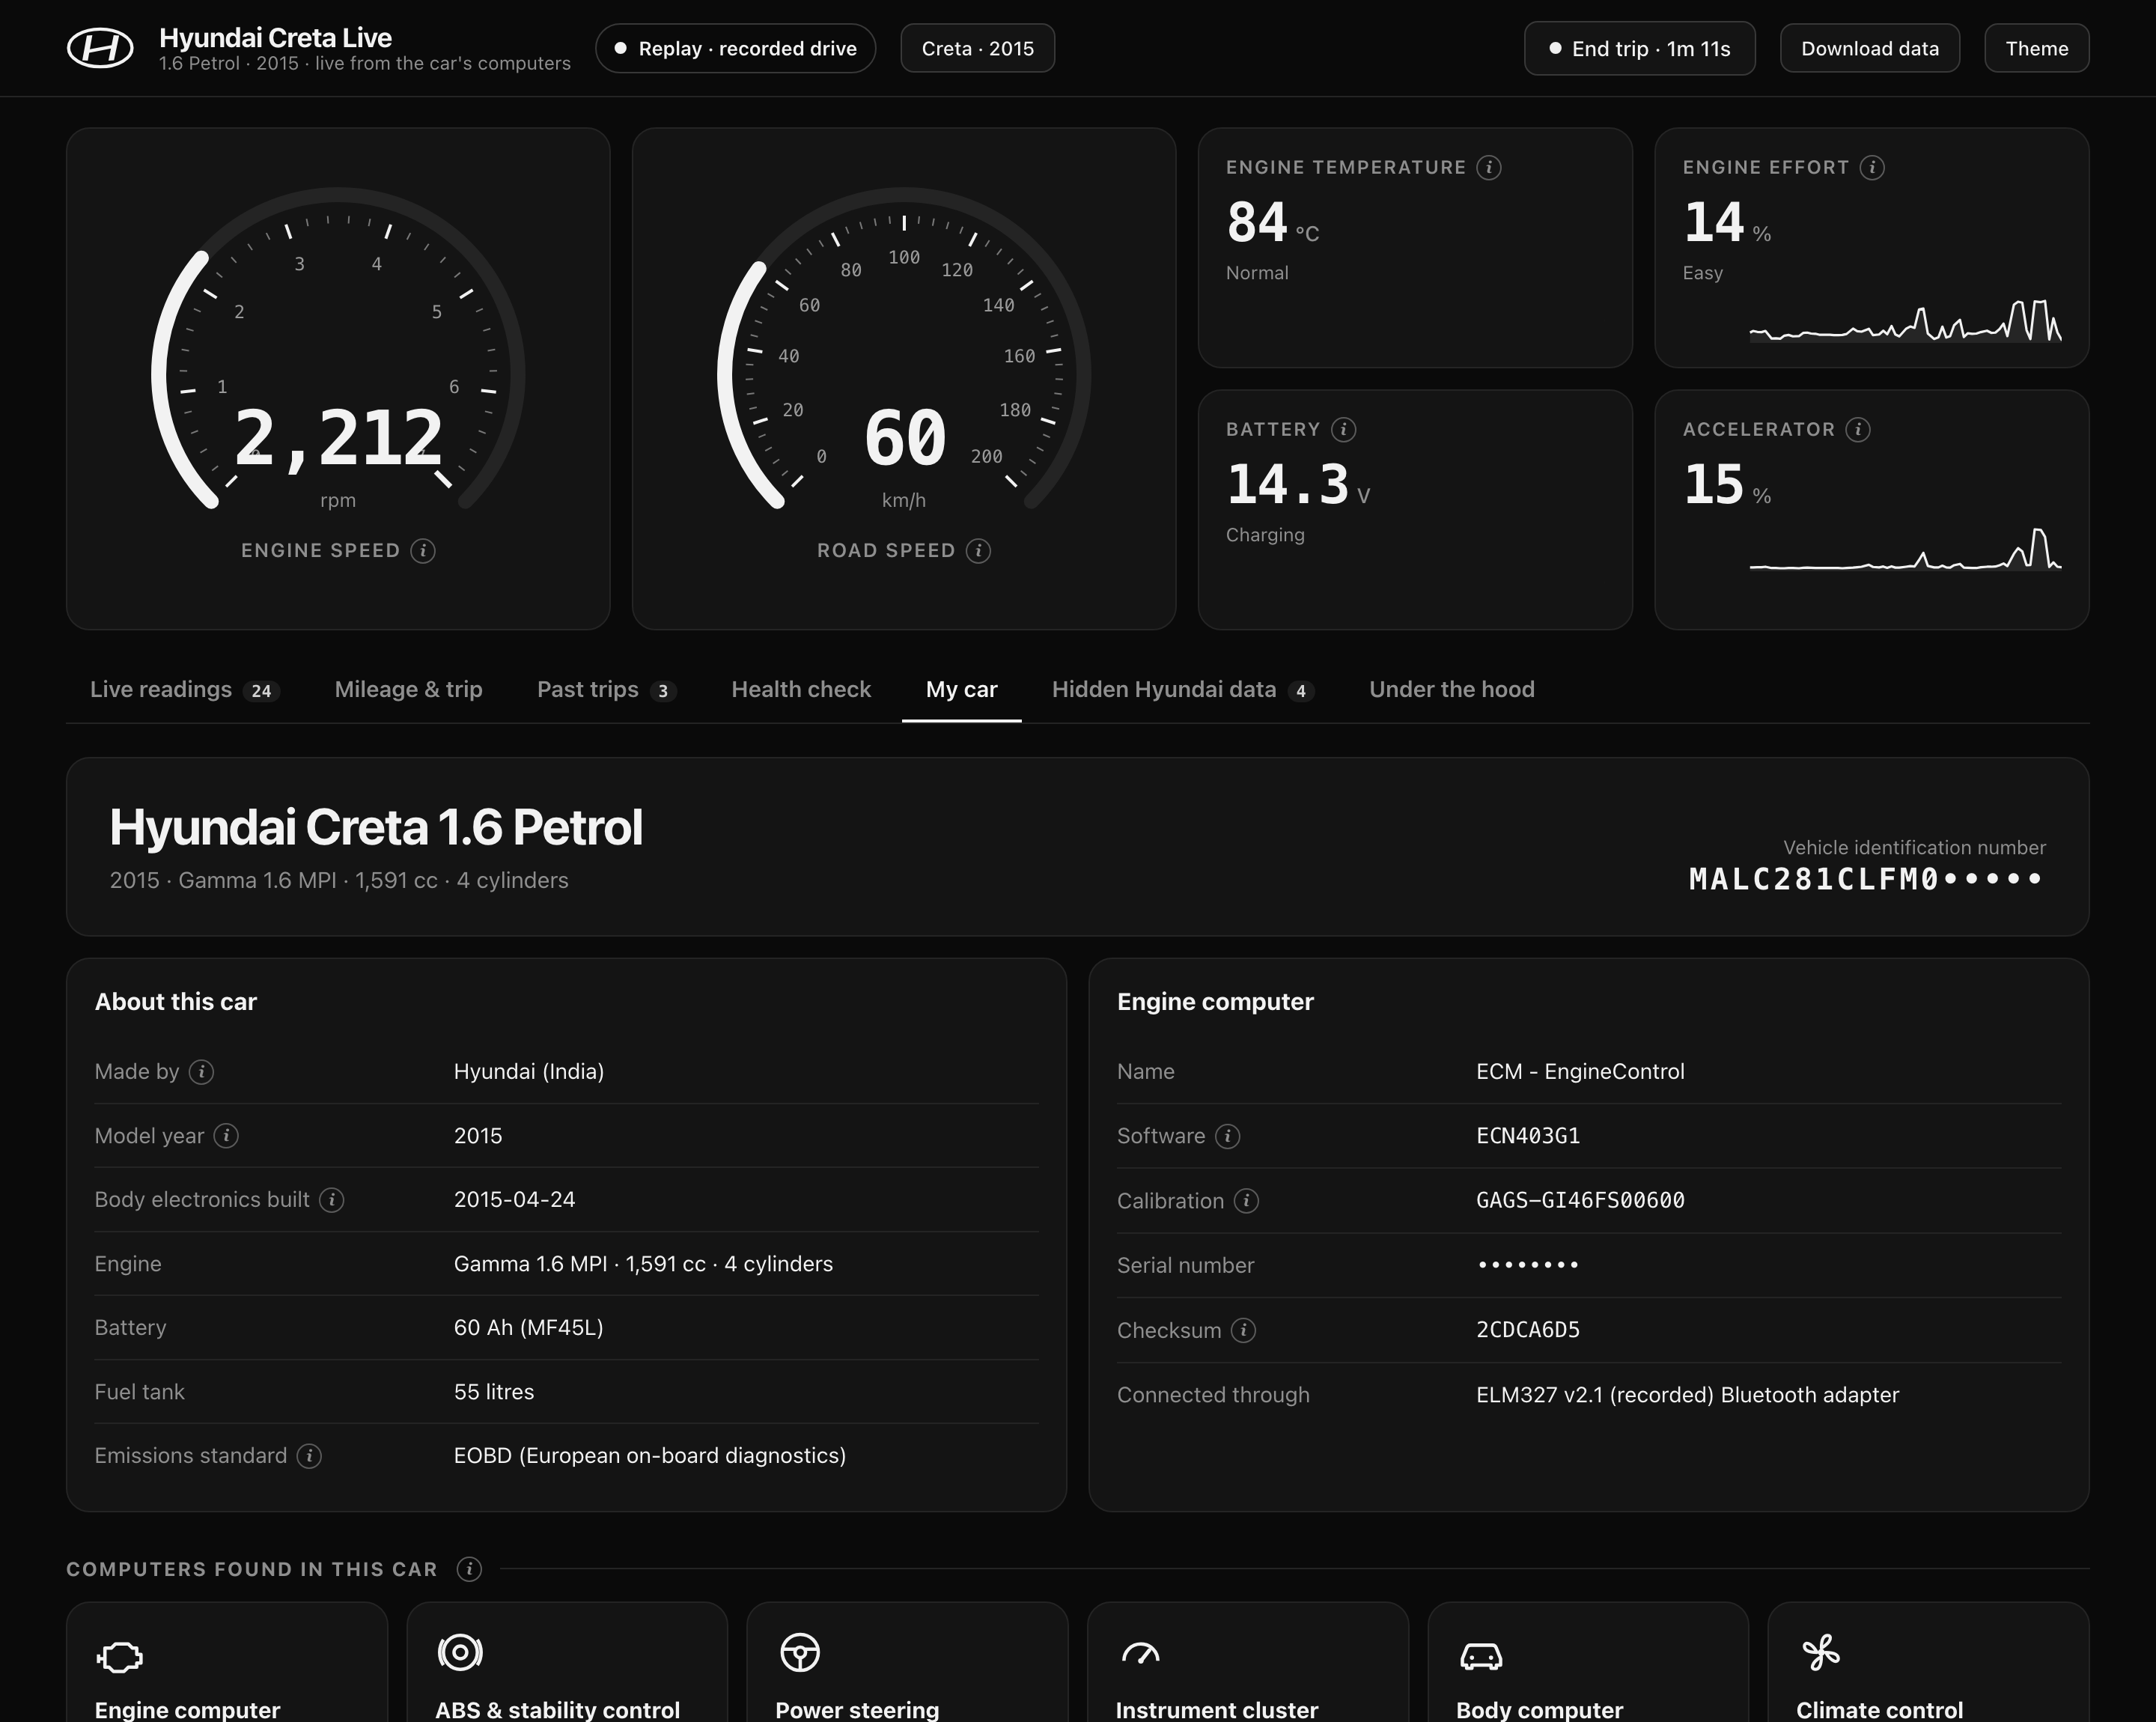 Hyundai Creta Live
1.6 Petrol · 2015 · live from the car's computers
Replay · recorded drive
Creta · 2015
End trip · 1m 11s
Download data
Theme
1
2
3
4
5
6
2,212
rpm
ENGINE SPEED i
0
20
40
60
80
100
120
140
160
180
200
60
km/h
ROAD SPEED i
ENGINE TEMPERATURE i
84 °C
Normal
ENGINE EFFORT i
14 %
Easy
BATTERY i
14.3 V
Charging
ACCELERATOR i
15 %
Live readings 24
Mileage & trip
Past trips 3
Health check
My car
Hidden Hyundai data 4
Under the hood
Hyundai Creta 1.6 Petrol
2015 · Gamma 1.6 MPI · 1,591 cc · 4 cylinders
Vehicle identification number
MALC281CLFM0•••••
About this car
Made by i Hyundai (India)
Model year i 2015
Body electronics built i 2015-04-24
Engine Gamma 1.6 MPI · 1,591 cc · 4 cylinders
Battery 60 Ah (MF45L)
Fuel tank 55 litres
Emissions standard i EOBD (European on-board diagnostics)
Engine computer
Name ECM - EngineControl
Software i ECN403G1
Calibration i GAGS-GI46FS00600
Serial number ••••••••
Checksum i 2CDCA6D5
Connected through ELM327 v2.1 (recorded) Bluetooth adapter
COMPUTERS FOUND IN THIS CAR i
Engine computer
ABS & stability control
Power steering
Instrument cluster
Body computer
Climate control